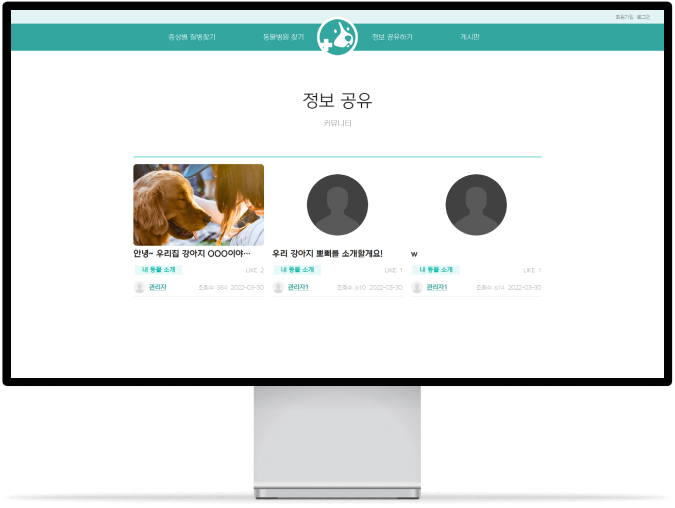 회원가입 로그인
증상별 질병찾기 동물병원 찾기 정보 공유하기 게시판
정보 공유
커뮤니티
안녕~ 우리집 강아지 OOO이야···
내 동물 소개 LIKE 2
관리자 조회수 384 2022-03-30
우리 강아지 뽀삐를 소개할게요!
내 동물 소개 LIKE 1
관리자1 조회수 610 2022-03-30
w
내 동물 소개 LIKE 1
관리자1 조회수 614 2022-03-30